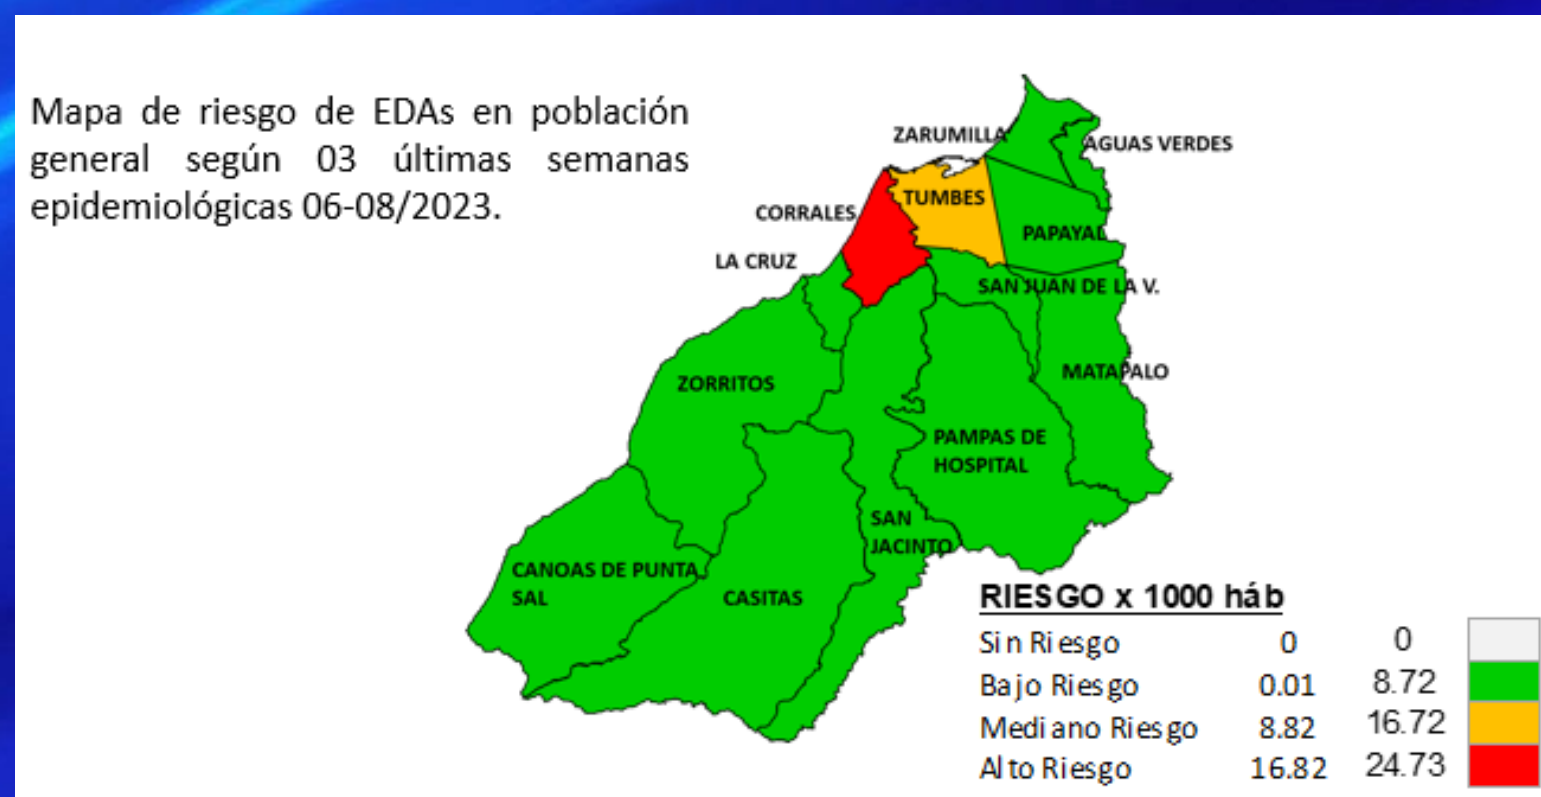 Mapa de riesgo de EDAs en población
general según 03 últimas semanas
epidemiológicas 06-08/2023.
ZARUMILLA
AGUAS VERDES
TUMBES
CORRALES
PAPAYAL
LA CRUZ
SAN JUAN DE LA V.
MATAPALO
ZORRITOS
PAMPAS DE
HOSPITAL
SAN
JACINTO
CANOAS DE PUNTA
SAL
CASITAS
RIESGO x 1000 háb
Sin Riesgo 0 0
Bajo Riesgo 0.01 8.72
Mediano Riesgo 8.82 16.72
Alto Riesgo 16.82 24.73